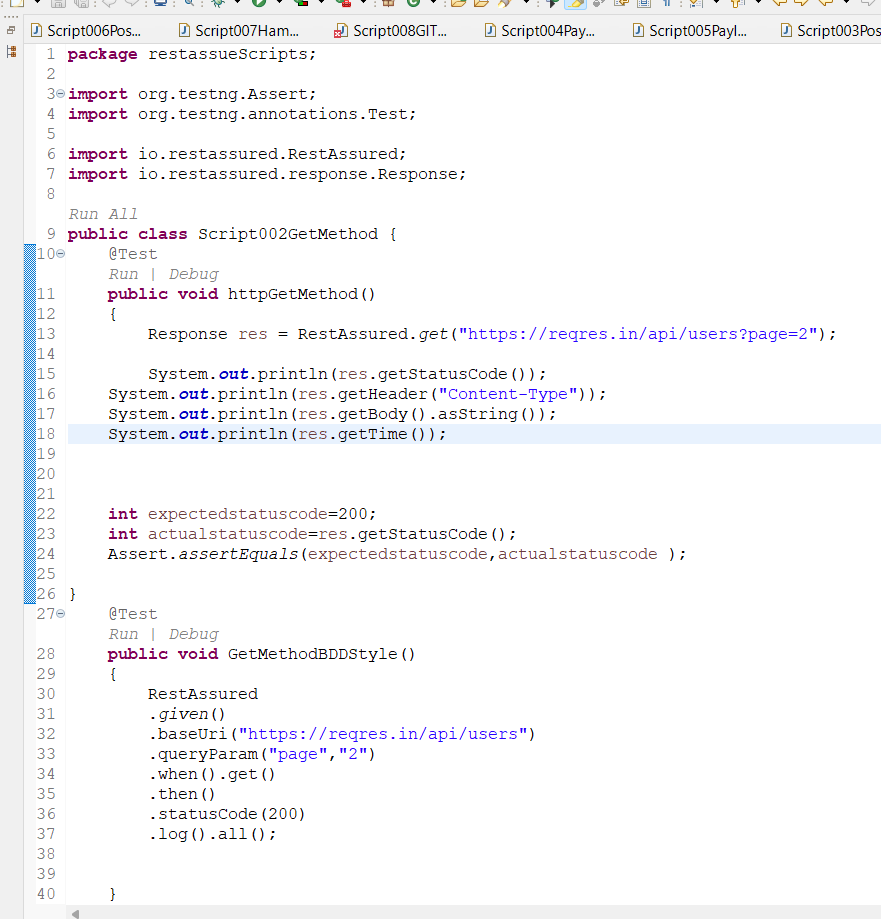 Script006Pos... Script007Ham... Script008GIT... Script004Pay... Script005Payl... Script003Pos
1 package restassueScripts;
2
3 import org.testng.Assert;
4 import org.testng.annotations.Test;
5
6 import io.restassured.RestAssured;
7 import io.restassured.response.Response;
8
Run All
9 public class Script002GetMethod {
10 @Test
Run | Debug
11 public void httpGetMethod()
12 {
13 Response res = RestAssured.get("https://reqres.in/api/users?page=2");
14
15 System.out.println(res.getStatusCode());
16 System.out.println(res.getHeader("Content-Type"));
17 System.out.println(res.getBody().asString());
18 System.out.println(res.getTime());
19
20
21
22 int expectedstatuscode=200;
23 int actualstatuscode=res.getStatusCode();
24 Assert.assertEquals(expectedstatuscode,actualstatuscode );
25
26 }
27 @Test
Run | Debug
28 public void GetMethodBDDStyle()
29 {
30 RestAssured
31 .given()
32 .baseUri("https://reqres.in/api/users")
33 .queryParam("page","2")
34 .when().get()
35 .then()
36 .statusCode(200)
37 .log().all();
38
39
40 }